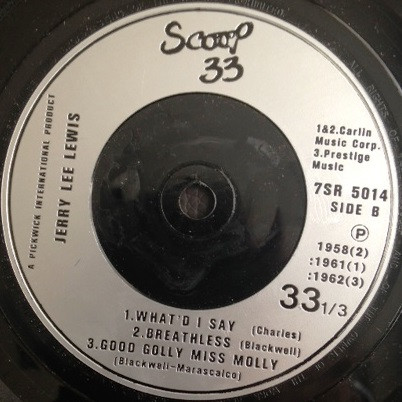 Scoop
33
A PICKWICK INTERNATIONAL PRODUCT
JERRY LEE LEWIS
1&2.Carlin
Music Corp.
3.Prestige
Music
7SR 5014
SIDE B
Ⓟ
1958(2)
:1961(1)
:1962(3)
33 1/3
1.WHAT'D I SAY (Charles)
2.BREATHLESS (Blackwell)
3.GOOD GOLLY MISS MOLLY
(Blackwell-Marascalco)